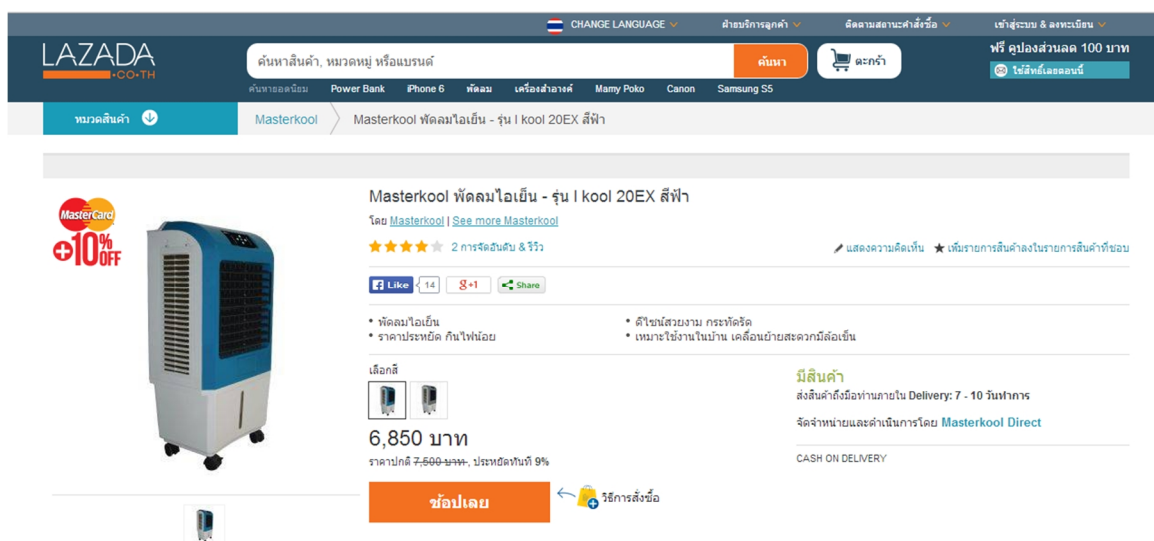 CHANGE LANGUAGE ฝ่ายบริการลูกค้า ติดตามสถานะคำสั่งซื้อ เข้าสู่ระบบ & ลงทะเบียน
LAZADA
.CO.TH
ค้นหาสินค้า, หมวดหมู่ หรือแบรนด์ ค้นหา ตะกร้า
ฟรี คูปองส่วนลด 100 บาท
ใช้สิทธิ์เลยตอนนี้
ค้นหายอดนิยม Power Bank iPhone 6 พัดลม เครื่องสำอางค์ Mamy Poko Canon Samsung S5
หมวดสินค้า Masterkool Masterkool พัดลมไอเย็น - รุ่น I kool 20EX สีฟ้า
MasterCard
+10% OFF
Masterkool พัดลมไอเย็น - รุ่น I kool 20EX สีฟ้า
โดย Masterkool | See more Masterkool
2 การจัดอันดับ & รีวิว แสดงความคิดเห็น เพิ่มรายการสินค้าลงในรายการสินค้าที่ชอบ
Like 14 g+1 Share
• พัดลมไอเย็น • ดีไซน์สวยงาม กระทัดรัด
• ราคาประหยัด กินไฟน้อย • เหมาะใช้งานในบ้าน เคลื่อนย้ายสะดวกมีล้อเข็น
เลือกสี
มีสินค้า
ส่งสินค้าถึงมือท่านภายใน Delivery: 7 - 10 วันทำการ
จัดจำหน่ายและดำเนินการโดย Masterkool Direct
6,850 บาท
ราคาปกติ 7,500 บาท , ประหยัดทันที 9%
CASH ON DELIVERY
ช้อปเลย วิธีการสั่งซื้อ